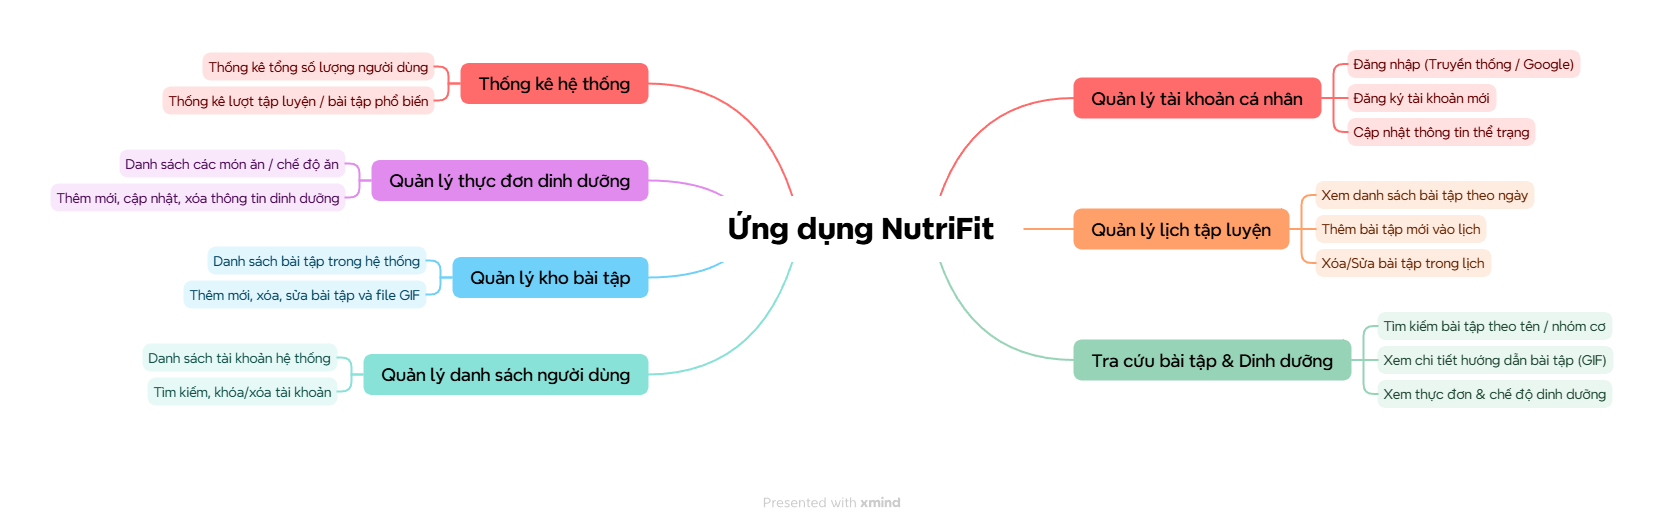 Ứng dụng NutriFit
Quản lý tài khoản cá nhân
Đăng nhập (Truyền thống / Google)
Đăng ký tài khoản mới
Cập nhật thông tin thể trạng
Quản lý lịch tập luyện
Xem danh sách bài tập theo ngày
Thêm bài tập mới vào lịch
Xóa/Sửa bài tập trong lịch
Tra cứu bài tập & Dinh dưỡng
Tìm kiếm bài tập theo tên / nhóm cơ
Xem chi tiết hướng dẫn bài tập (GIF)
Xem thực đơn & chế độ dinh dưỡng
Thống kê hệ thống
Thống kê tổng số lượng người dùng
Thống kê lượt tập luyện / bài tập phổ biến
Quản lý thực đơn dinh dưỡng
Danh sách các món ăn / chế độ ăn
Thêm mới, cập nhật, xóa thông tin dinh dưỡng
Quản lý kho bài tập
Danh sách bài tập trong hệ thống
Thêm mới, xóa, sửa bài tập và file GIF
Quản lý danh sách người dùng
Danh sách tài khoản hệ thống
Tìm kiếm, khóa/xóa tài khoản
Presented with xmind